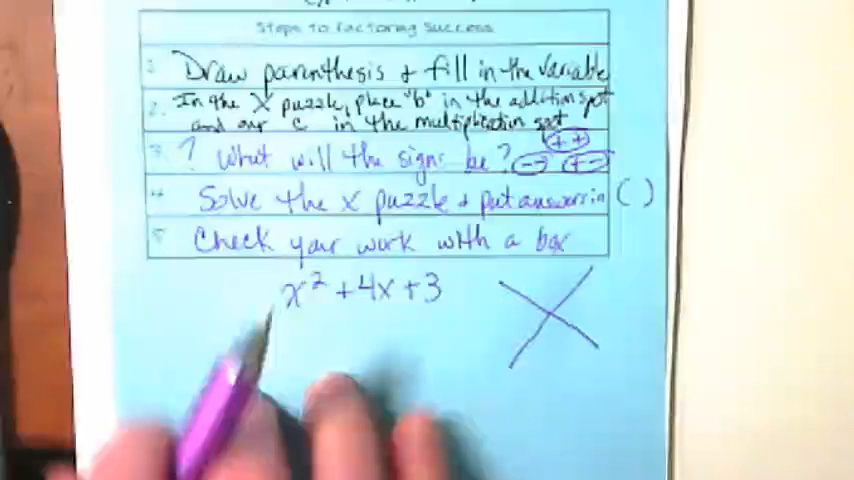 Steps to Factoring Success
1. Draw parenthesis + fill in the variable
2. In the X puzzle, place "b" in the addition spot
and our c in the multiplication spot
3. ? What will the signs be? ++ -- +-
4 Solve the x puzzle + put answers in ( )
5 Check your work with a box
x² + 4x + 3